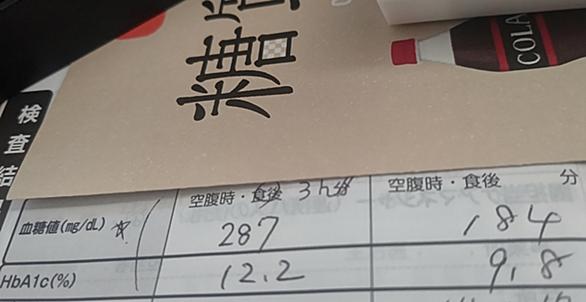 糖質
COLA
検査結
空腹時・食後 3h分
空腹時・食後 分
血糖値(mg/dL) 287 184
HbA1c(%) 12.2 9.8